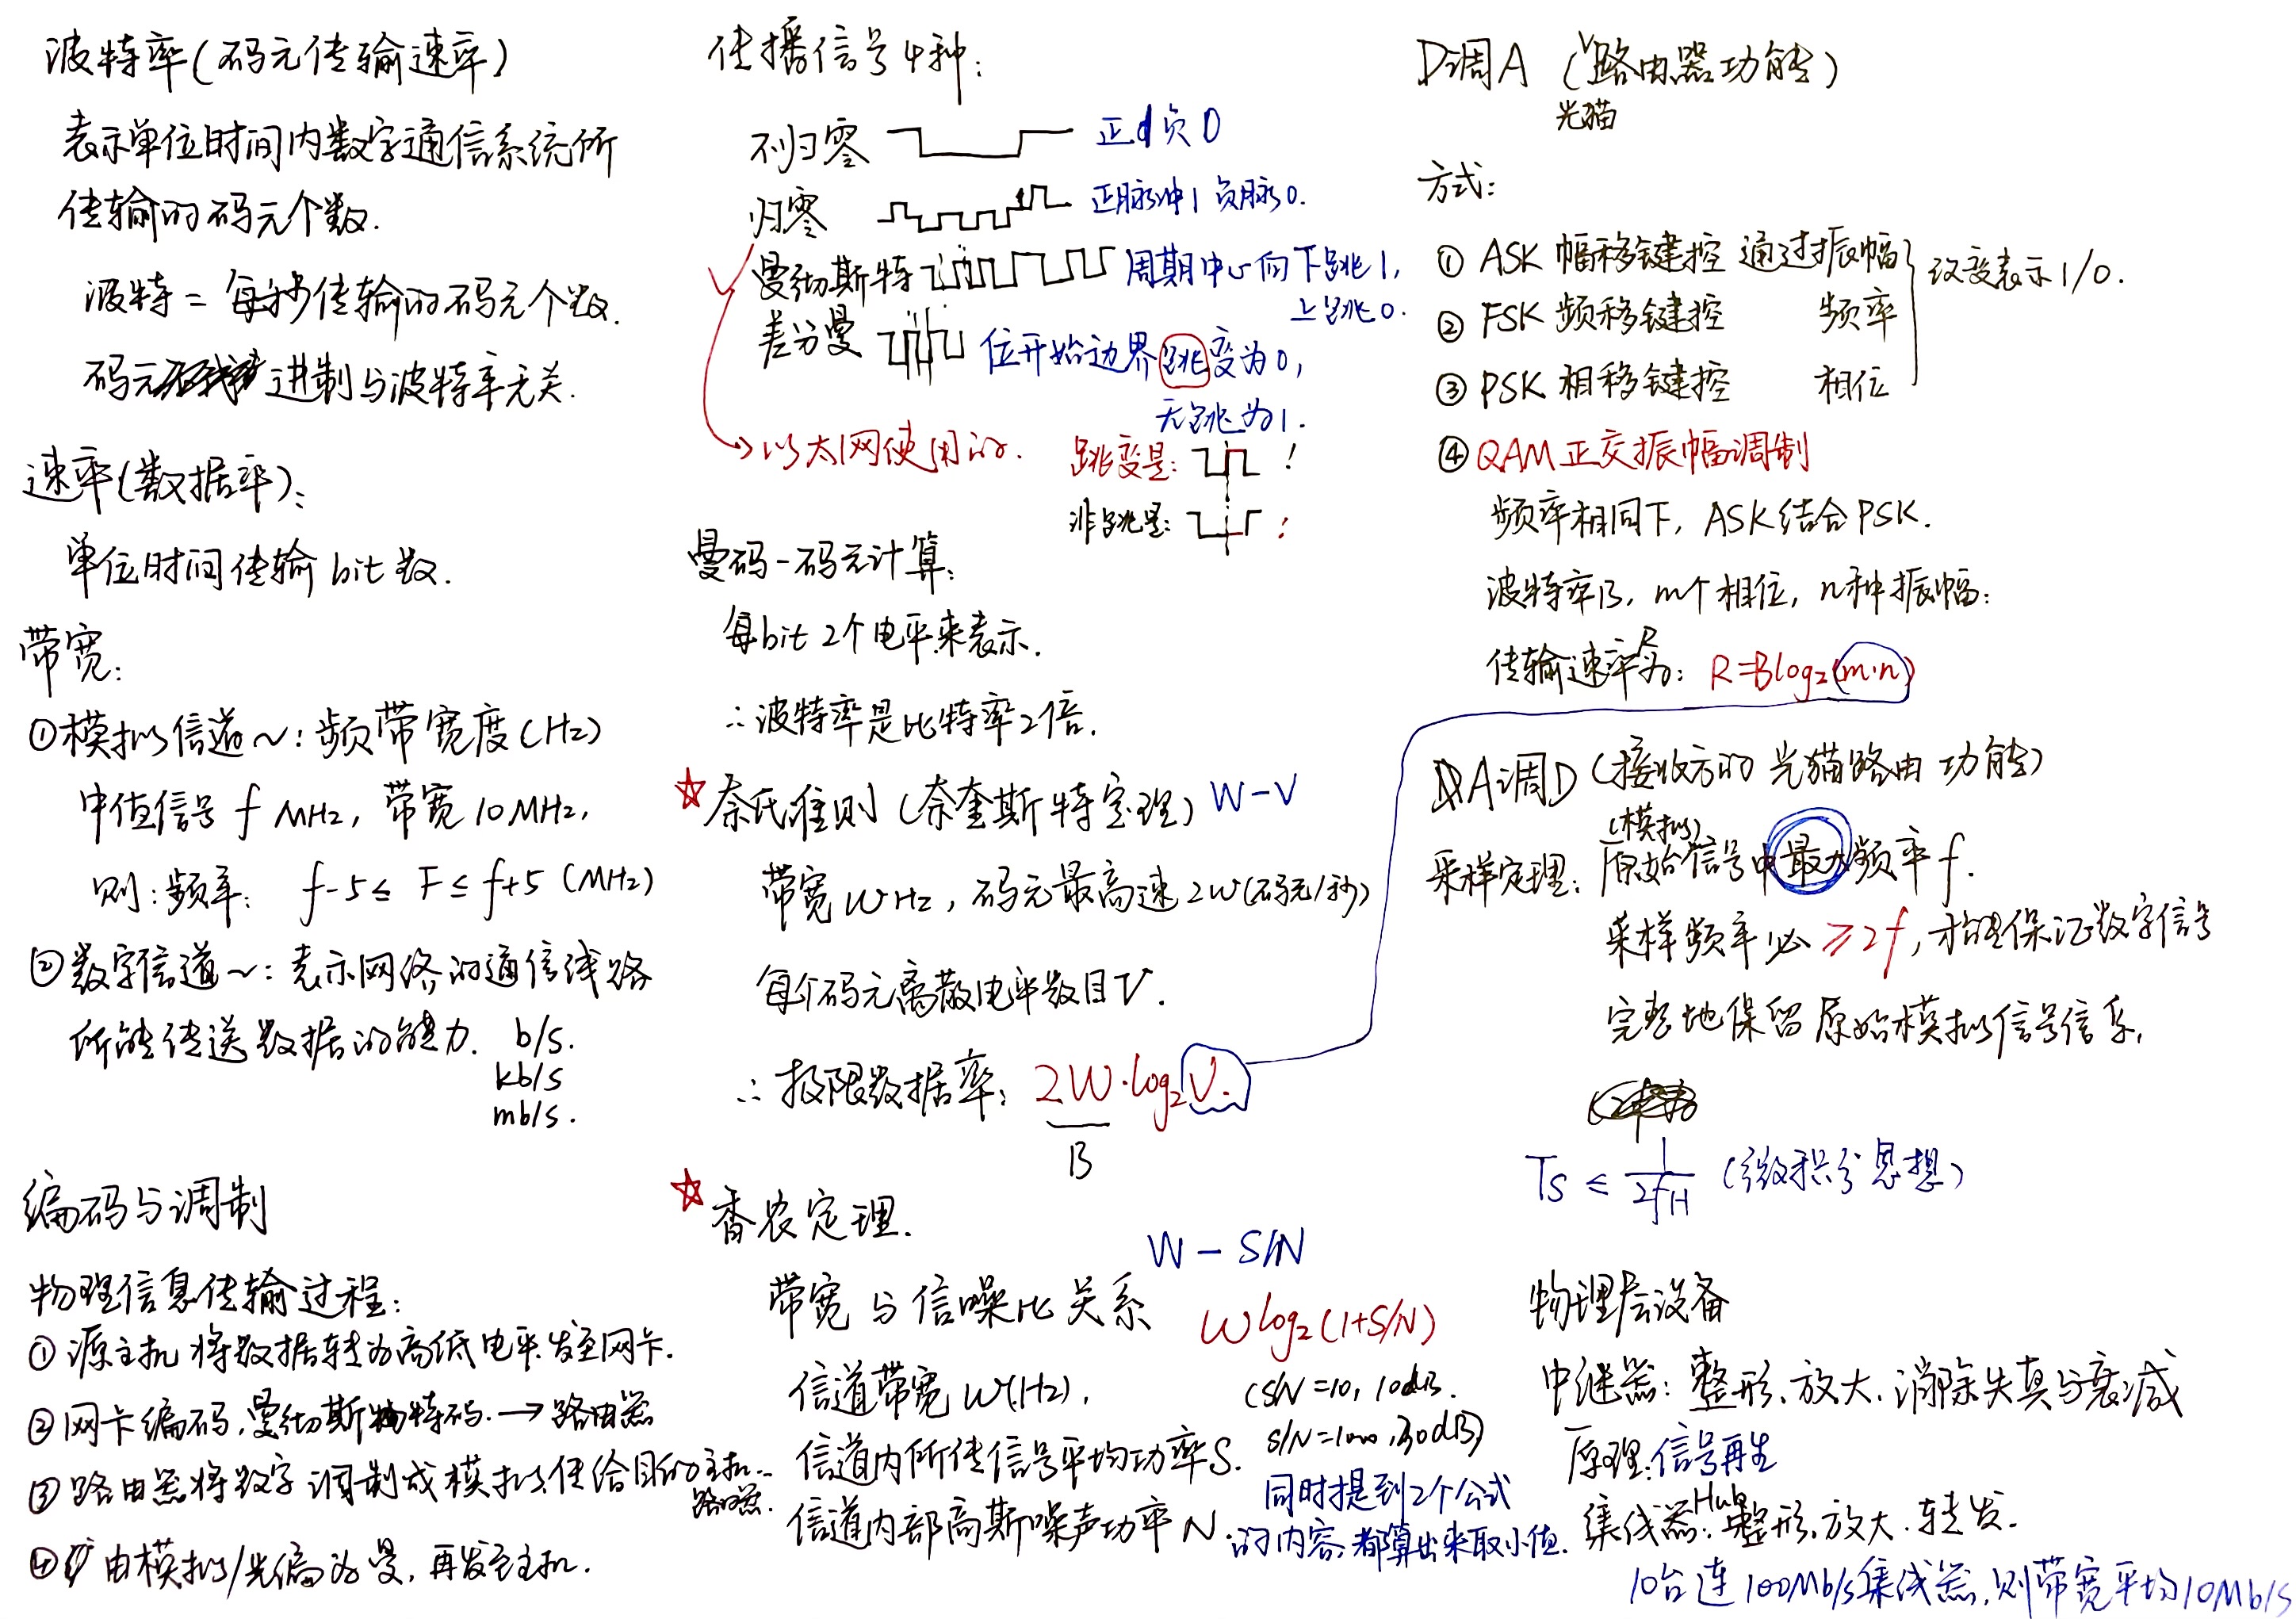 波特率(码元传输速率)
表示单位时间内数字通信系统所
传输的码元个数.
波特 = 每秒传输的码元个数.
码元 进制与波特率无关.
速率(数据率):
单位时间传输 bit 数.
带宽:
①模拟信道～: 频带宽度(Hz)
中值信号 f MHz, 带宽 10MHz,
则: 频率: f-5 ≤ F ≤ f+5 (MHz)
②数字信道～: 表示网络的通信线路
所能传送数据的能力. b/s.
kb/s
mb/s.
编码与调制
物理信息传输过程:
① 源主机 将数据转为高低电平.发至网卡.
② 网卡编码,曼彻斯特码. → 路由器
③ 路由器将数字 调制成模拟,传给目的主机..
路由器.
④ 由模拟/光编为曼, 再发至主机.
传播信号4种:
不归零 正1负0
归零 正脉冲1 负脉0.
曼彻斯特 周期中心向下跳1,
上跳0.
差分曼 位开始边界跳变为0,
无跳为1.
以太网使用的.
跳变是: !
非跳是: !
曼码-码元计算:
每bit 2个电平来表示.
∴ 波特率是比特率2倍.
☆ 奈氏准则 (奈奎斯特定理) W-V
带宽 W Hz, 码元最高速 2W(码元/秒)
每个码元离散电平数目V.
∴ 极限数据率: 2W·log₂V.
B
☆ 香农定理.
W - S/N
带宽 与 信噪比 关系
Wlog₂(1+S/N)
信道带宽 W(Hz).
(S/N=10, 10dB.
S/N=1000, 30dB)
信道内所传信号平均功率S.
信道内部高斯噪声功率 N.
同时提到2个公式
的内容,都算出来取小值.
D调A (路由器功能)
光猫
方式:
① ASK 幅移键控 通过振幅
② FSK 频移键控 频率
③ PSK 相移键控 相位
改变表示1/0.
④ QAM 正交振幅调制
频率相同下, ASK结合PSK.
波特率B, m个相位, n种振幅:
传输速率R为: R=Blog₂(m·n)
A调D (接收方的 光猫路由 功能)
采样定理: 原始(模拟)信号中最大频率 f.
采样频率必 ≥2f, 才能保证数字信号
完整地保留原始模拟信号信息,
Ts ≤ 1/2fH (微积分思想)
物理层设备
中继器: 整形、放大. 消除失真与衰减
原理:信号再生
集线器Hub: 整形,放大.转发.
10台连100Mb/s集线器,则带宽平均10Mb/s